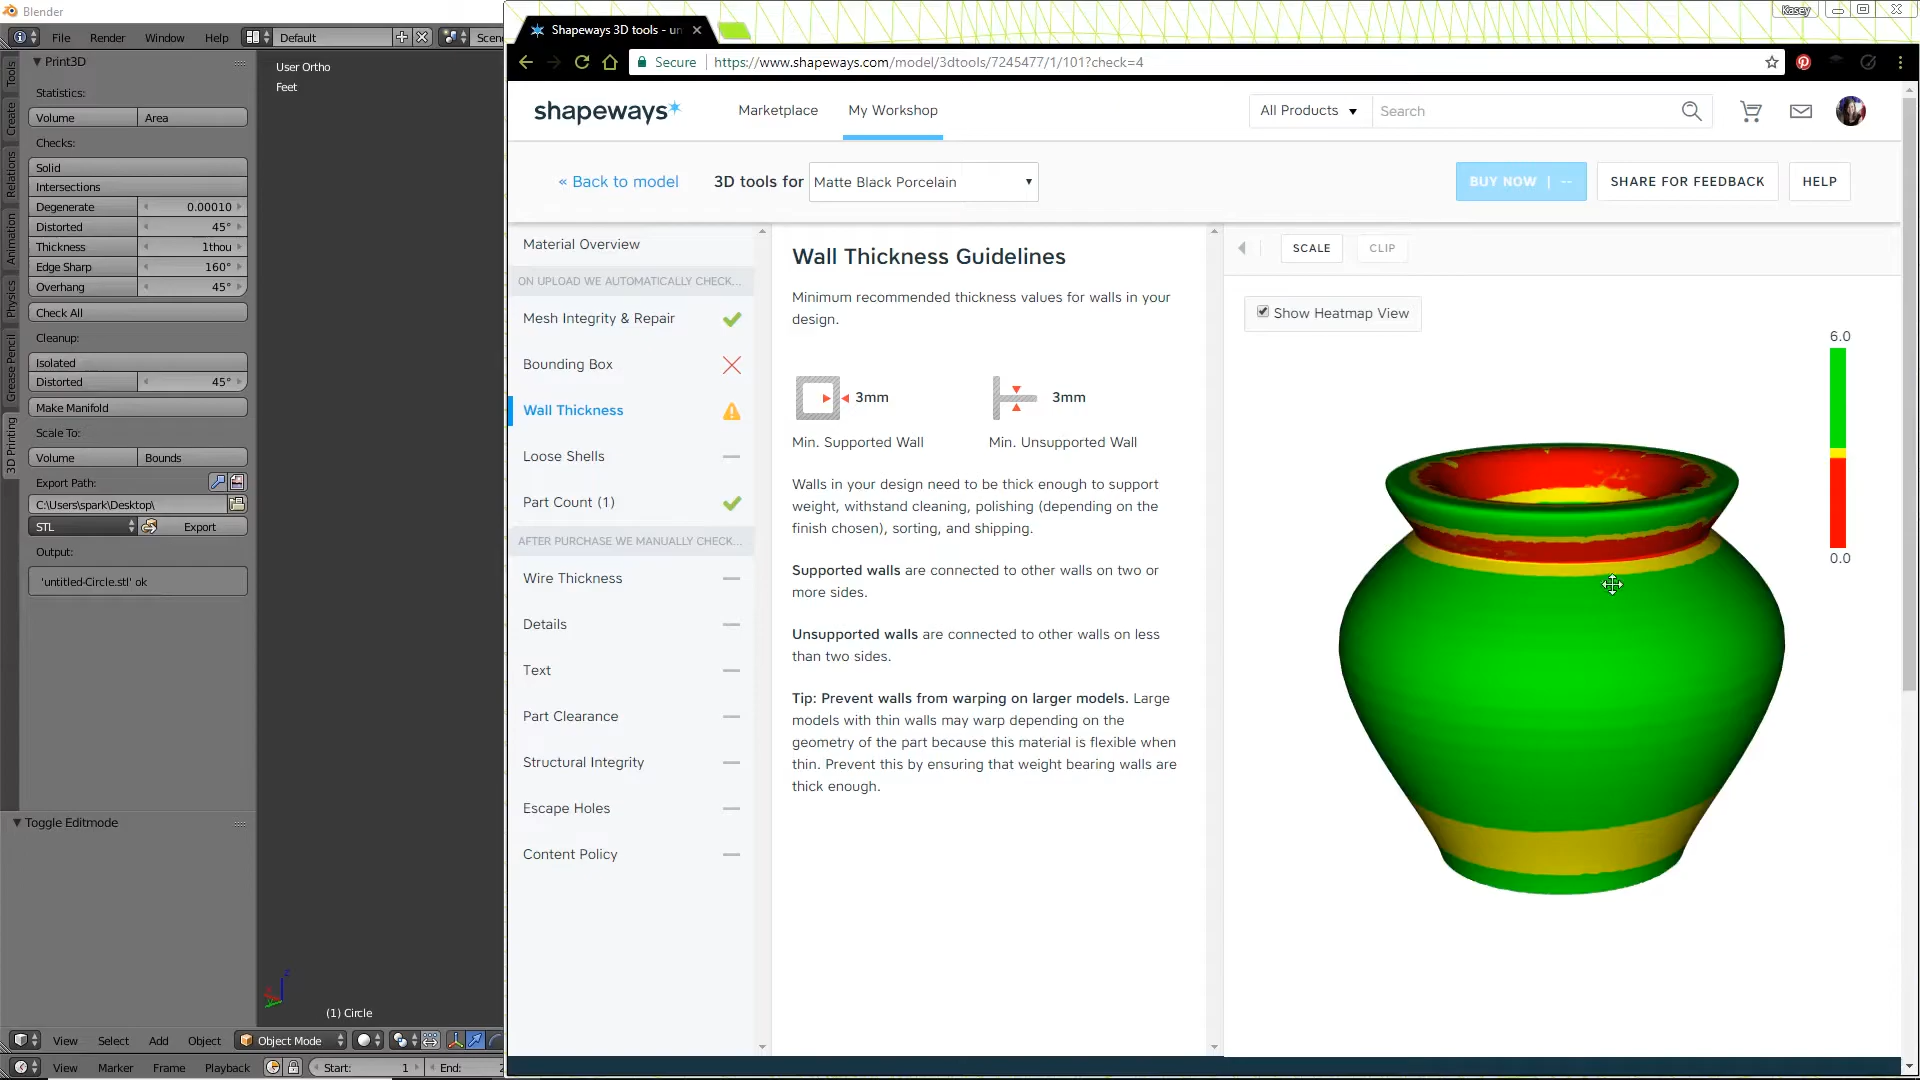 Blender
File Render Window Help Default Scen
Print3D
Statistics:
Volume Area
Checks:
Solid
Intersections
Degenerate 0.00010
Distorted 45°
Thickness 1thou
Edge Sharp 160°
Overhang 45°
Check All
Cleanup:
Isolated
Distorted 45°
Make Manifold
Scale To:
Volume Bounds
Export Path:
C:\Users\spark\Desktop\
STL Export
Output:
'untitled-Circle.stl' ok
Toggle Editmode
Tools
Create
Relations
Animation
Physics
Grease Pencil
3D Printing
User Ortho
Feet
(1) Circle
View Select Add Object Object Mode
View Marker Frame Playback Start: 1 End: 2
Kasey
Shapeways 3D tools - un
Secure https://www.shapeways.com/model/3dtools/7245477/1/101?check=4
shapeways Marketplace My Workshop All Products Search
« Back to model 3D tools for Matte Black Porcelain BUY NOW | -- SHARE FOR FEEDBACK HELP
Material Overview
ON UPLOAD WE AUTOMATICALLY CHECK...
Mesh Integrity & Repair
Bounding Box
Wall Thickness
Loose Shells
Part Count (1)
AFTER PURCHASE WE MANUALLY CHECK...
Wire Thickness
Details
Text
Part Clearance
Structural Integrity
Escape Holes
Content Policy
Wall Thickness Guidelines
Minimum recommended thickness values for walls in your
design.
3mm 3mm
Min. Supported Wall Min. Unsupported Wall
Walls in your design need to be thick enough to support
weight, withstand cleaning, polishing (depending on the
finish chosen), sorting, and shipping.
Supported walls are connected to other walls on two or
more sides.
Unsupported walls are connected to other walls on less
than two sides.
Tip: Prevent walls from warping on larger models. Large
models with thin walls may warp depending on the
geometry of the part because this material is flexible when
thin. Prevent this by ensuring that weight bearing walls are
thick enough.
SCALE CLIP
Show Heatmap View
6.0
0.0